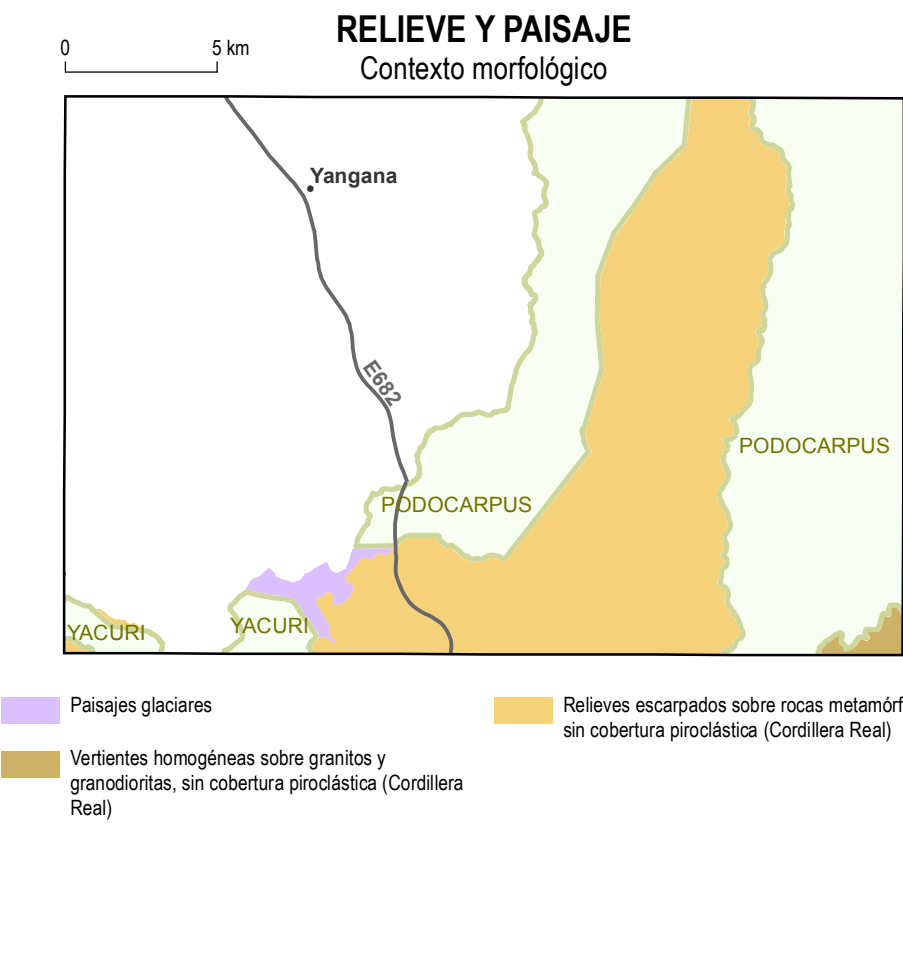 RELIEVE Y PAISAJE
Contexto morfológico
0 5 km
Yangana
E682
PODOCARPUS
PODOCARPUS
YACURI
YACURI
Paisajes glaciares
Vertientes homogéneas sobre granitos y
granodioritas, sin cobertura piroclástica (Cordillera
Real)
Relieves escarpados sobre rocas metamórf
sin cobertura piroclástica (Cordillera Real)